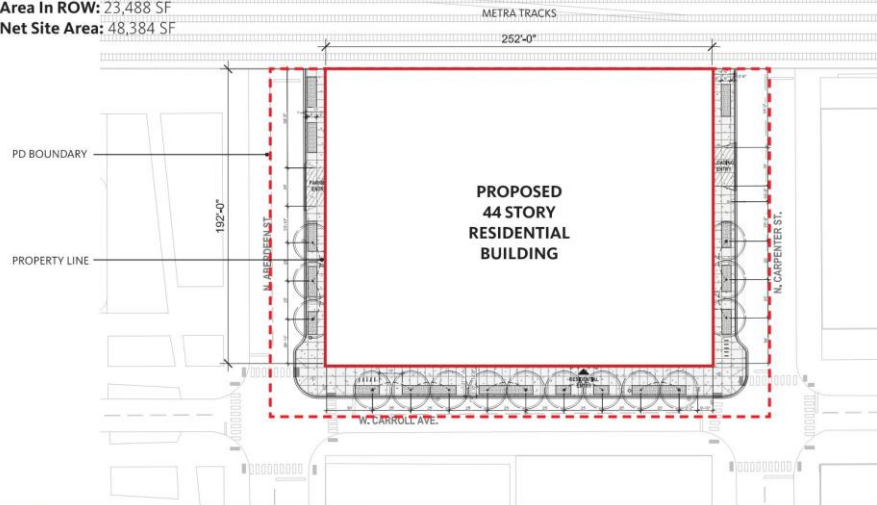 Area In ROW: 23,488 SF
Net Site Area: 48,384 SF
METRA TRACKS
252'-0"
PD BOUNDARY
192'-0"
PROPERTY LINE
N. ABERDEEN ST.
PROPOSED
44 STORY
RESIDENTIAL
BUILDING
N. CARPENTER ST.
RESIDENTIAL
W. CARROLL AVE.